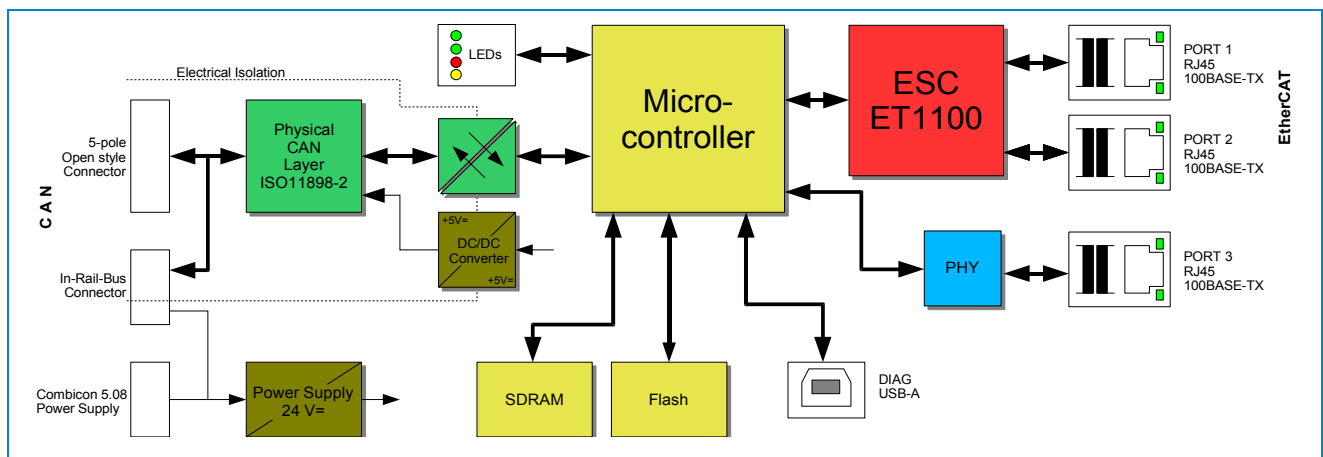 LEDs
Electrical Isolation
Micro-
controller
ESC
ET1100
PORT 1
RJ45
100BASE-TX
EtherCAT
5-pole
Open style
Connector
Physical
CAN
Layer
ISO11898-2
PORT 2
RJ45
100BASE-TX
CAN
+5V=
DC/DC
Converter
+5V=
In-Rail-Bus
Connector
PHY
PORT 3
RJ45
100BASE-TX
Combicon 5.08
Power Supply
Power Supply
24 V=
SDRAM
Flash
DIAG
USB-A